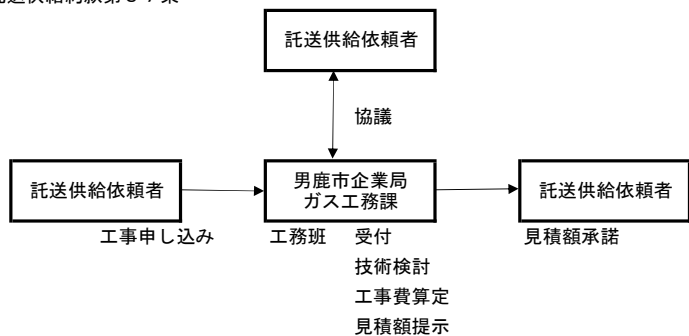 託送供給依頼者
協議
託送供給依頼者
男鹿市企業局
ガス工務課
託送供給依頼者
工事申し込み 工務班 受付 見積額承諾
技術検討
工事費算定
見積額提示